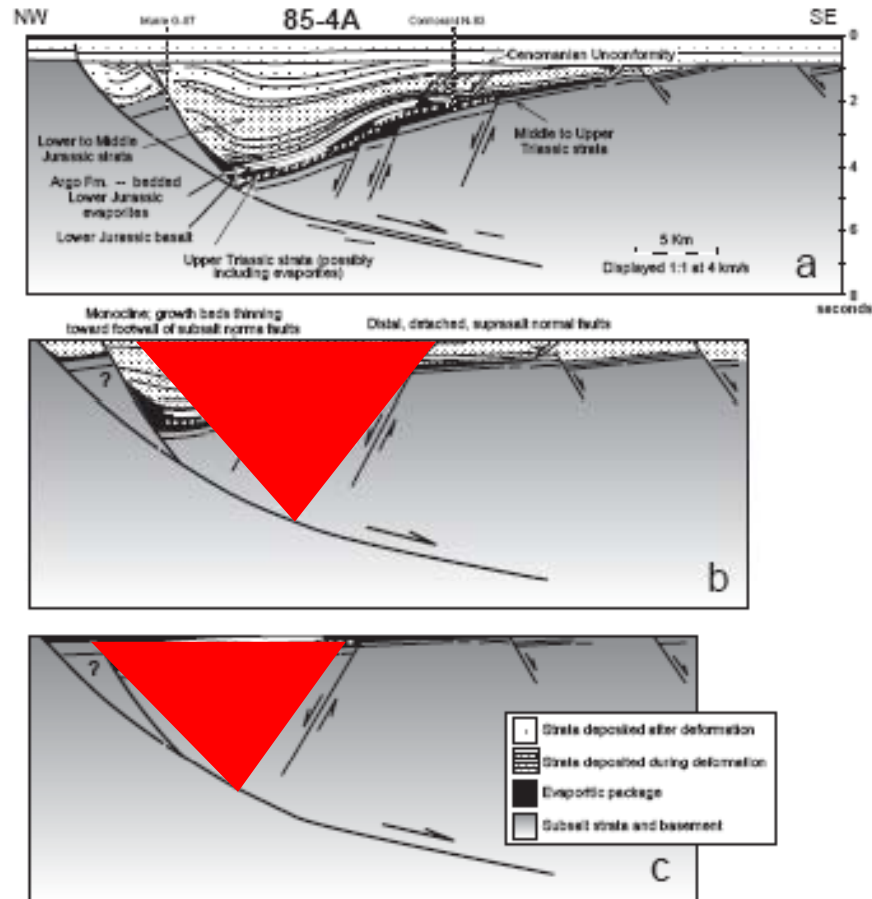 NW
85-4A
Cormorant N-83
SE
Cenomanian Unconformity
0
2
4
6
8
seconds
Lower to Middle
Jurassic strata
Argo Fm. -- bedded
Lower Jurassic
evaporites
Lower Jurassic basalt
Upper Triassic strata (possibly
including evaporites)
Middle to Upper
Triassic strata
5 Km
Displayed 1:1 at 4 km/s
a
Monocline; growth beds thinning
toward footwall of subsalt normal faults
Distal, detached, suprasalt normal faults
?
b
?
Strata deposited after deformation
Strata deposited during deformation
Evaporitic package
Subsalt strata and basement
c